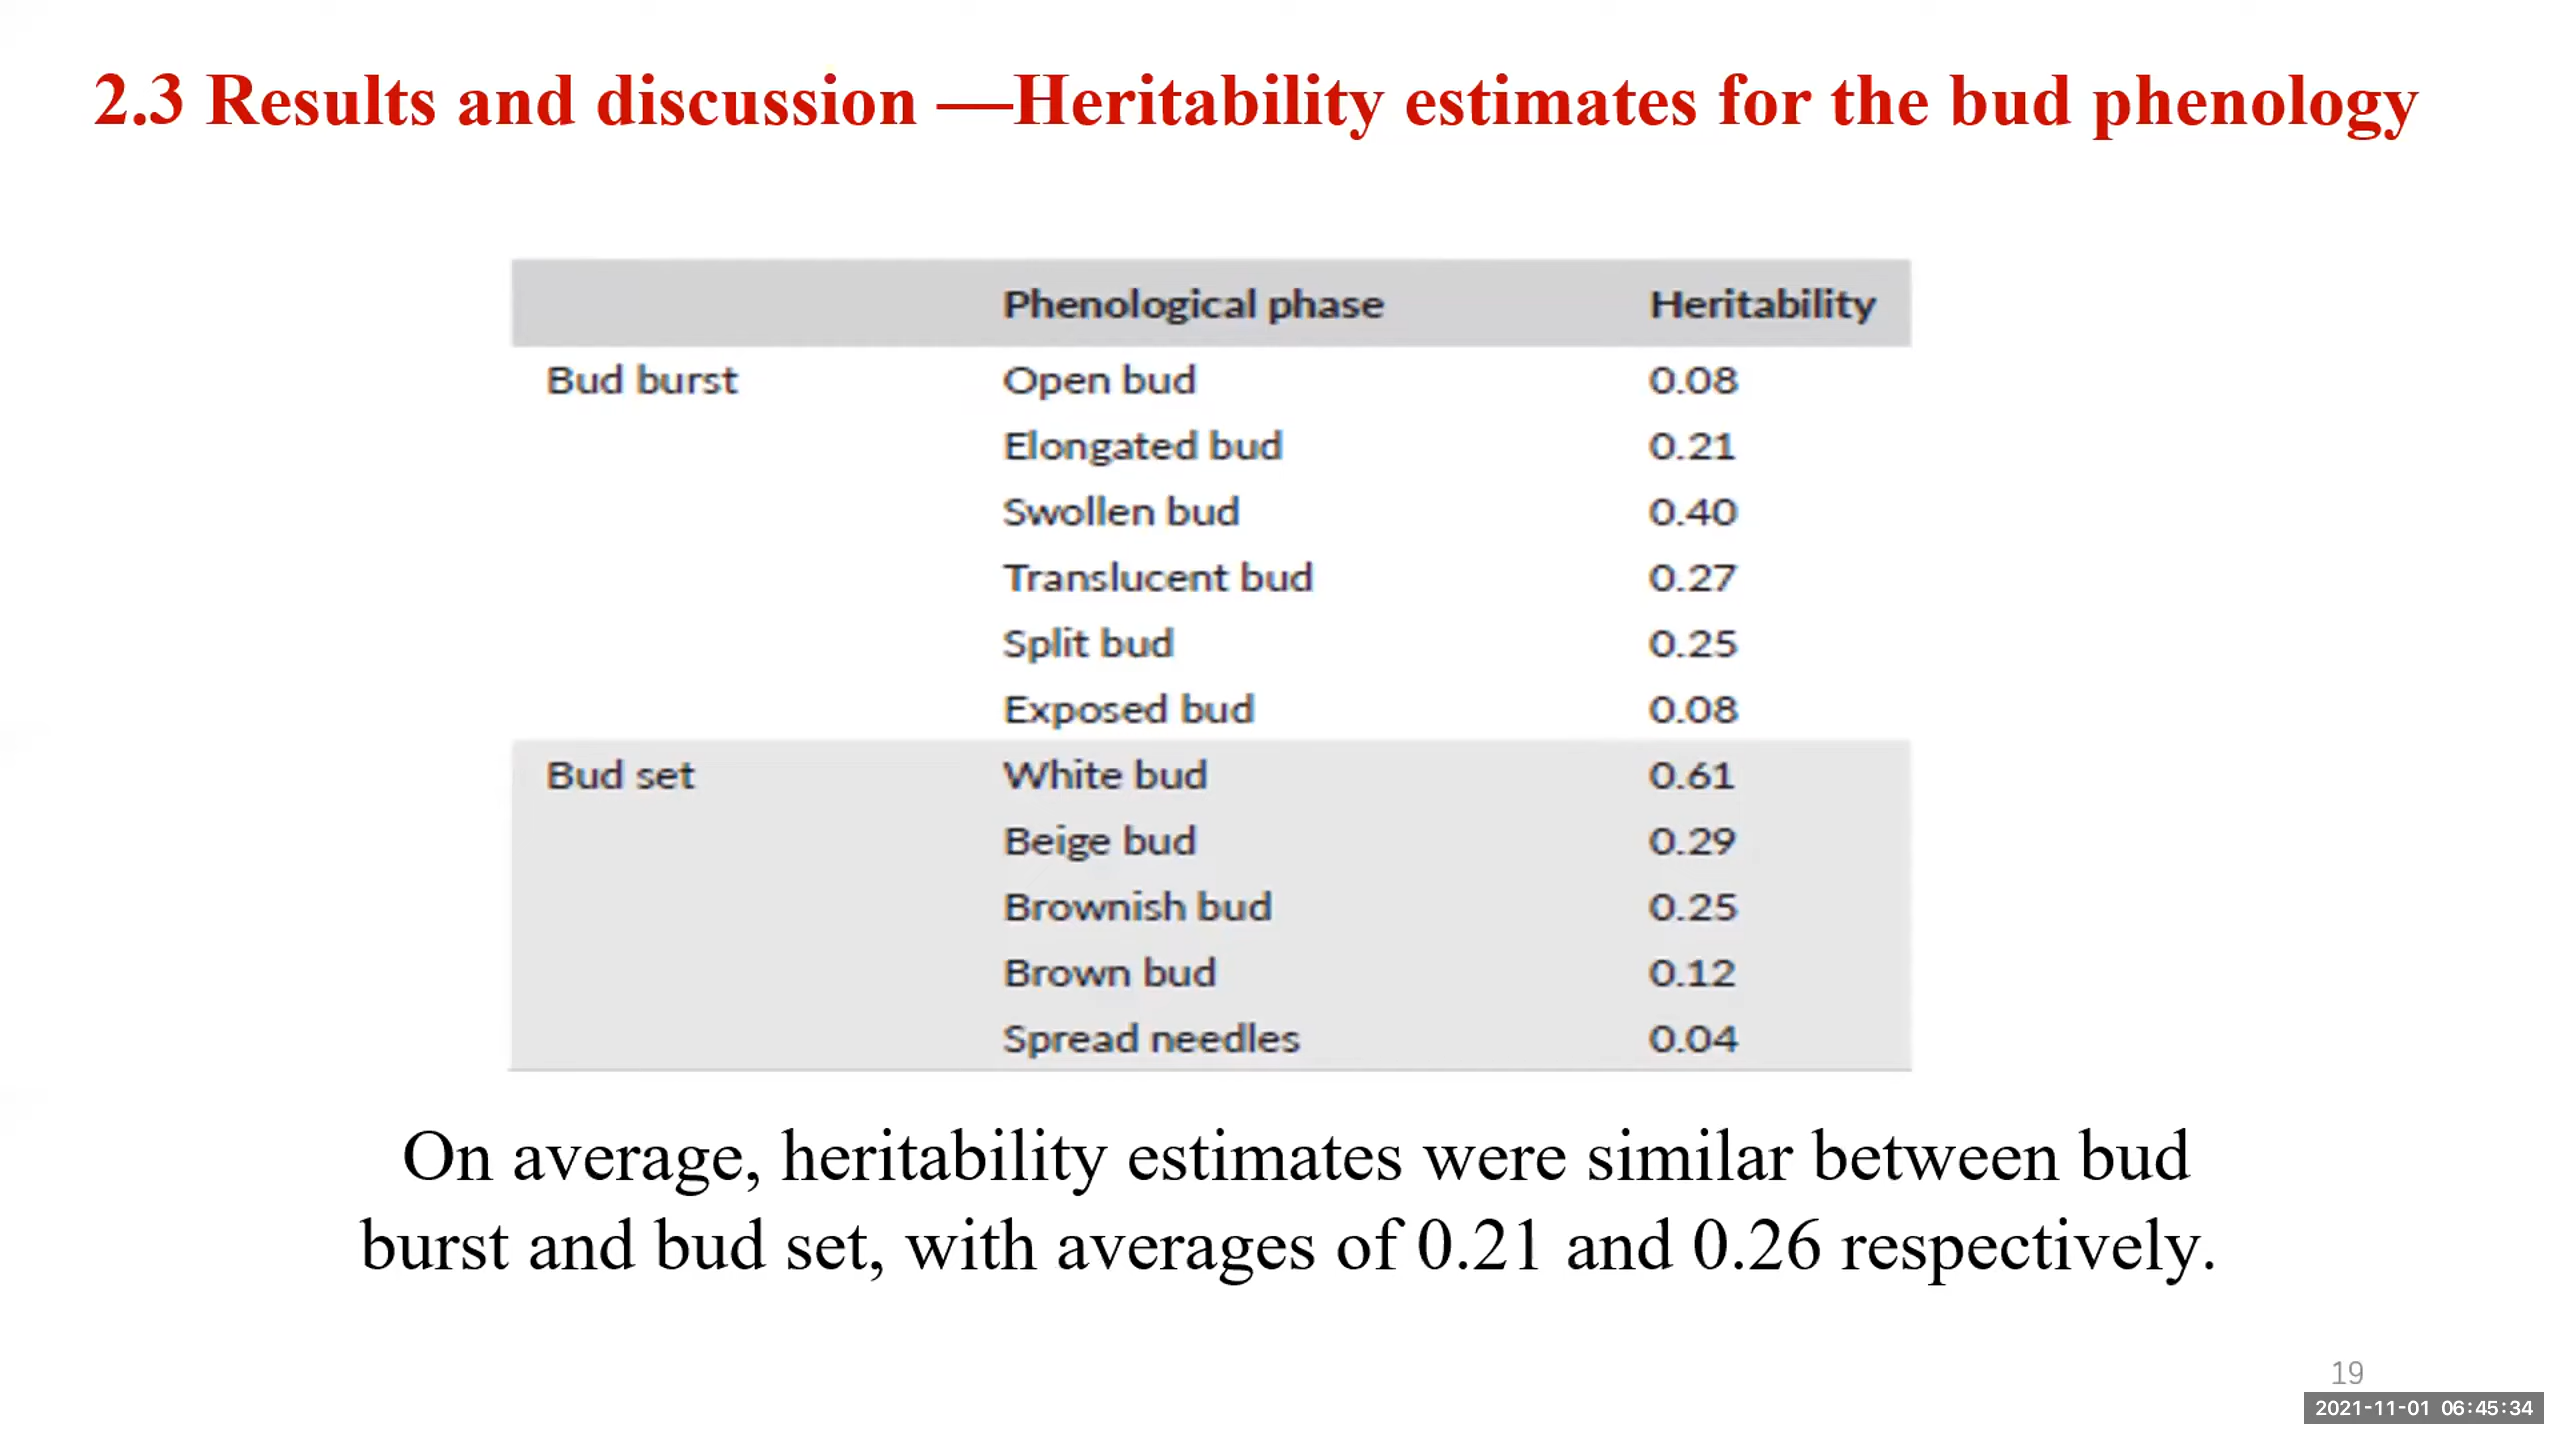 2.3 Results and discussion —Heritability estimates for the bud phenology
Phenological phase Heritability
Bud burst Open bud 0.08
Elongated bud 0.21
Swollen bud 0.40
Translucent bud 0.27
Split bud 0.25
Exposed bud 0.08
Bud set White bud 0.61
Beige bud 0.29
Brownish bud 0.25
Brown bud 0.12
Spread needles 0.04
On average, heritability estimates were similar between bud
burst and bud set, with averages of 0.21 and 0.26 respectively.
19
2021-11-01 06:45:34